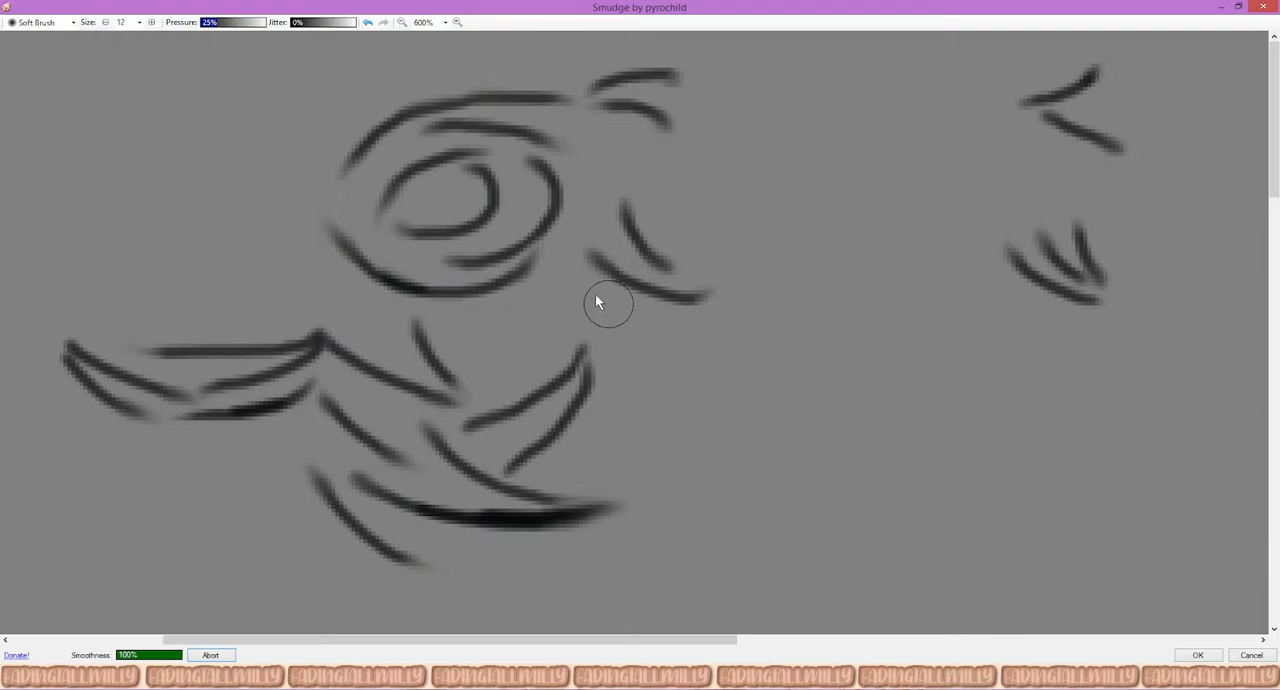 Smudge by pyrochild
Soft Brush Size: 12 Pressure: 25% Jitter: 0% 600%
Donate! Smoothness: 100% Abort OK Cancel